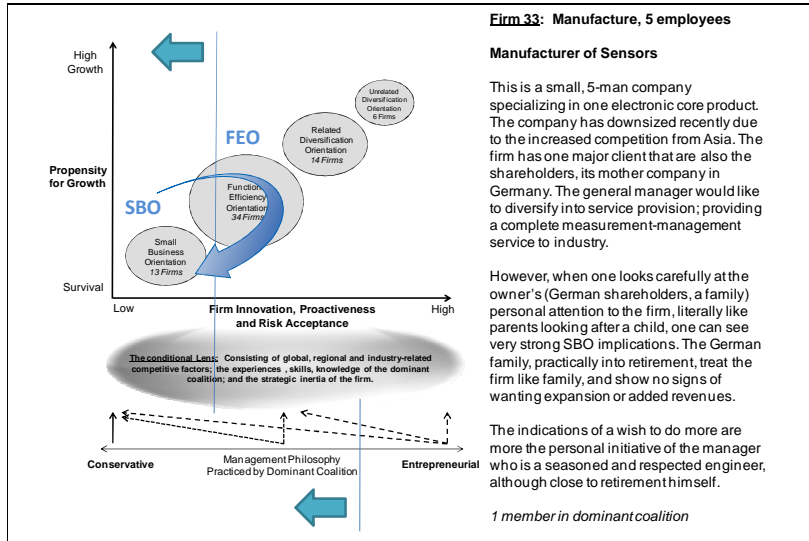 High
Growth
Propensity
for Growth
Survival
SBO
FEO
Unrelated
Diversification
Orientation
6 Firms
Related
Diversification
Orientation
14 Firms
Efficiency
Orientation
34 Firms
Small
Business
Orientation
13 Firms
Low
Firm Innovation, Proactiveness
and Risk Acceptance
High
The conditional Lens: Consisting of global, regional and industry-related
competitive factors; the experiences , skills, knowledge of the dominant
coalition; and the strategic inertia of the firm.
Conservative
Management Philosophy
Practiced by Dominant Coalition
Entrepreneurial
Firm 33: Manufacture, 5 employees
Manufacturer of Sensors
This is a small, 5-man company
specializing in one electronic core product.
The company has downsized recently due
to the increased competition from Asia. The
firm has one major client that are also the
shareholders, its mother company in
Germany. The general manager would like
to diversify into service provision; providing
a complete measurement-management
service to industry.
However, when one looks carefully at the
owner's (German shareholders, a family)
personal attention to the firm, literally like
parents looking after a child, one can see
very strong SBO implications. The German
family, practically into retirement, treat the
firm like family, and show no signs of
wanting expansion or added revenues.
The indications of a wish to do more are
more the personal initiative of the manager
who is a seasoned and respected engineer,
although close to retirement himself.
1 member in dominant coalition